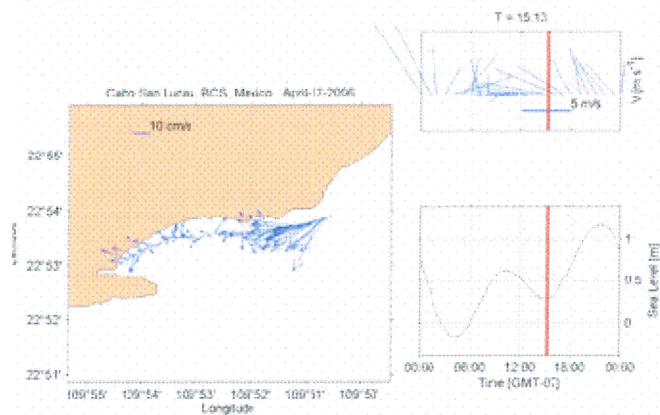 T = 15:13
Cabo San Lucas, BCS, Mexico April-17-2006
10 cm/s
5 m/s
V [m s⁻¹]
22°55'
22°54'
22°53'
22°52'
22°51'
109°55' 109°54' 109°53' 109°52' 109°51' 109°50'
Longitude
1
0.5
0
Sea Level [m]
00:00 06:00 12:00 18:00 00:00
Time [GMT-07]